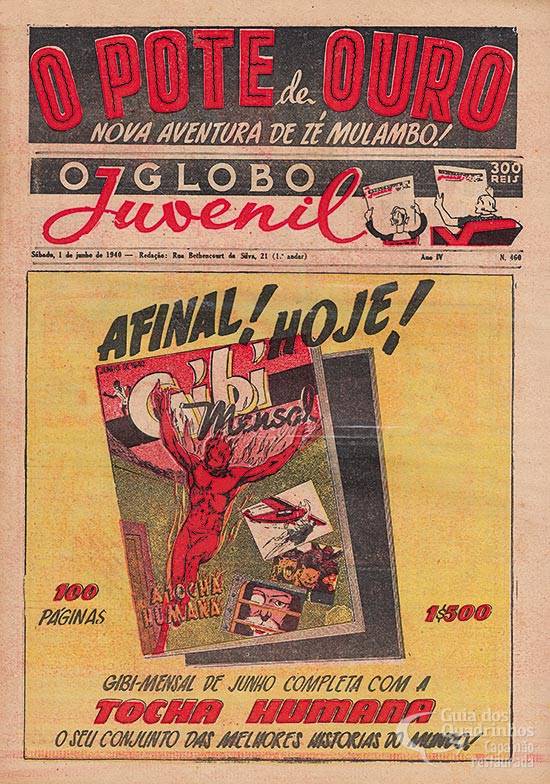 O POTE de OURO
NOVA AVENTURA DE ZÉ MULAMBO!
O GLOBO
Juvenil
300
REIS
Sábado, 1 de junho de 1940 — Redação: Rua Bethencourt da Silva, 21 (1.° andar) Ano IV N. 460
AFINAL! HOJE!
JUNHO DE 1940
Gibi
Mensal
A TOCHA
HUMANA
100
PÁGINAS
1$500
GIBI-MENSAL DE JUNHO COMPLETA COM A
TOCHA HUMANA
O SEU CONJUNTO DAS MELHORES HISTORIAS DO MUNDO
Guia dos
Quadrinhos
Capa não
restaurada